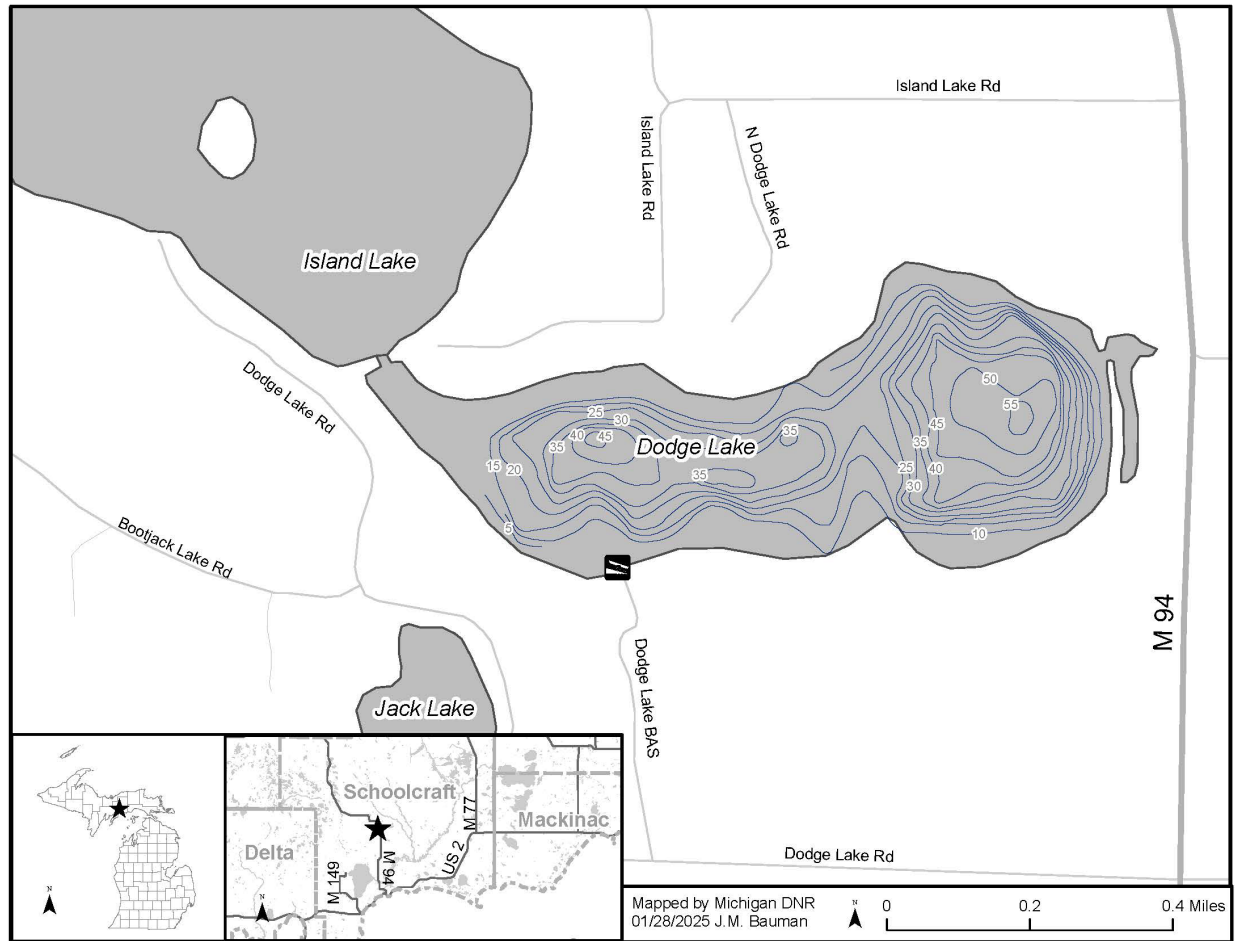 Island Lake Rd
Island Lake Rd
N Dodge Lake Rd
Island Lake
Dodge Lake Rd
50
55
25
30
40
45
35
Dodge Lake
35
45
35
15
20
35
25
40
30
5
10
Bootjack Lake Rd
M 94
Dodge Lake BAS
Jack Lake
Schoolcraft
M 77
Mackinac
Delta
M 149
M 94
US 2
N
N
Dodge Lake Rd
Mapped by Michigan DNR
01/28/2025 J.M. Bauman
N
0 0.2 0.4 Miles